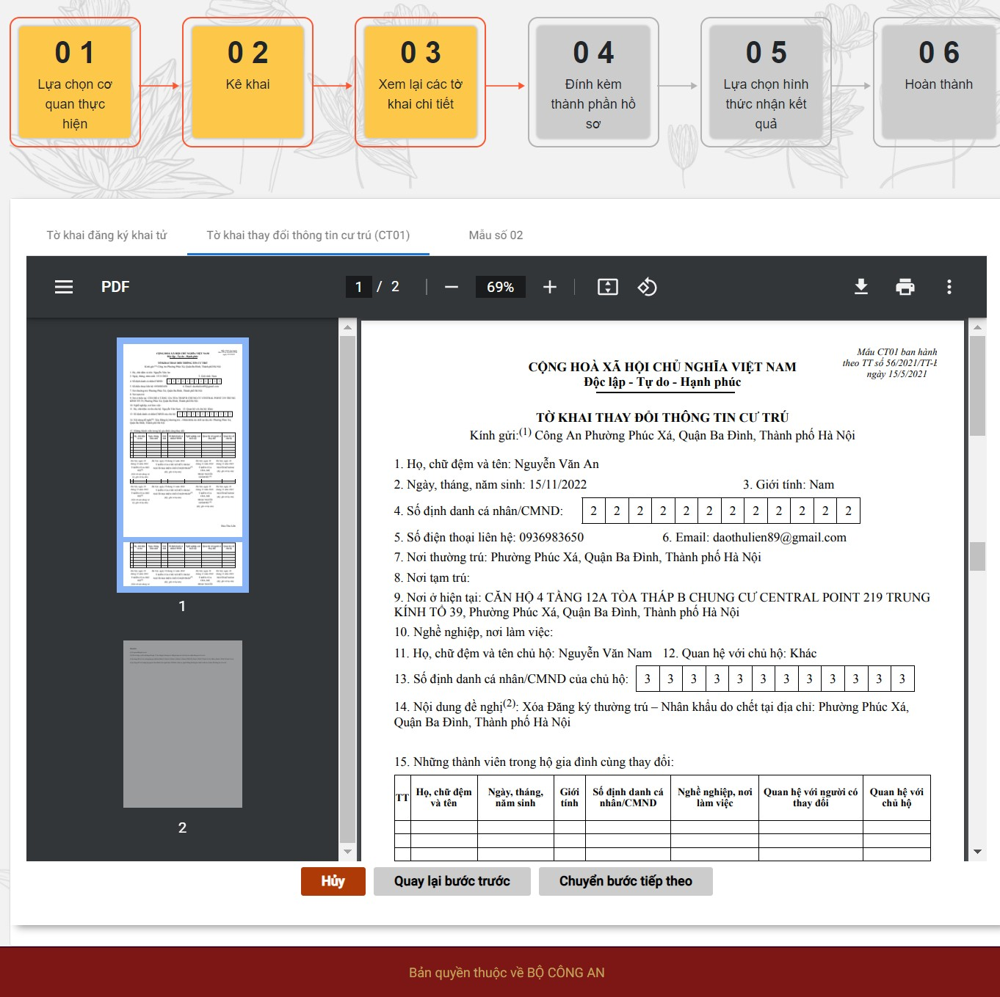 0 1
Lựa chọn cơ
quan thực
hiện
0 2
Kê khai
0 3
Xem lại các tờ
khai chi tiết
0 4
Đính kèm
thành phần hồ
sơ
0 5
Lựa chọn hình
thức nhận kết
quả
0 6
Hoàn thành
Tờ khai đăng ký khai tử
Tờ khai thay đổi thông tin cư trú (CT01)
Mẫu số 02
PDF
1 / 2
69%
1
2
Mẫu CT01 ban hành
theo TT số 56/2021/TT-B
ngày 15/5/2021
CỘNG HOÀ XÃ HỘI CHỦ NGHĨA VIỆT NAM
Độc lập - Tự do - Hạnh phúc
TỜ KHAI THAY ĐỔI THÔNG TIN CƯ TRÚ
Kính gửi:(1) Công An Phường Phúc Xá, Quận Ba Đình, Thành phố Hà Nội
1. Họ, chữ đệm và tên: Nguyễn Văn An
2. Ngày, tháng, năm sinh: 15/11/2022 3. Giới tính: Nam
4. Số định danh cá nhân/CMND: 2 2 2 2 2 2 2 2 2 2 2 2
5. Số điện thoại liên hệ: 0936983650 6. Email: daothulien89@gmail.com
7. Nơi thường trú: Phường Phúc Xá, Quận Ba Đình, Thành phố Hà Nội
8. Nơi tạm trú:
9. Nơi ở hiện tại: CĂN HỘ 4 TẦNG 12A TÒA THÁP B CHUNG CƯ CENTRAL POINT 219 TRUNG
KÍNH TỔ 39, Phường Phúc Xá, Quận Ba Đình, Thành phố Hà Nội
10. Nghề nghiệp, nơi làm việc:
11. Họ, chữ đệm và tên chủ hộ: Nguyễn Văn Nam 12. Quan hệ với chủ hộ: Khác
13. Số định danh cá nhân/CMND của chủ hộ: 3 3 3 3 3 3 3 3 3 3 3 3
14. Nội dung đề nghị(2): Xóa Đăng ký thường trú – Nhân khẩu do chết tại địa chỉ: Phường Phúc Xá,
Quận Ba Đình, Thành phố Hà Nội
15. Những thành viên trong hộ gia đình cùng thay đổi:
TT
Họ, chữ đệm
và tên
Ngày, tháng,
năm sinh
Giới
tính
Số định danh cá
nhân/CMND
Nghề nghiệp, nơi
làm việc
Quan hệ với người có
thay đổi
Quan hệ với
chủ hộ
Hủy
Quay lại bước trước
Chuyển bước tiếp theo
Bản quyền thuộc về BỘ CÔNG AN